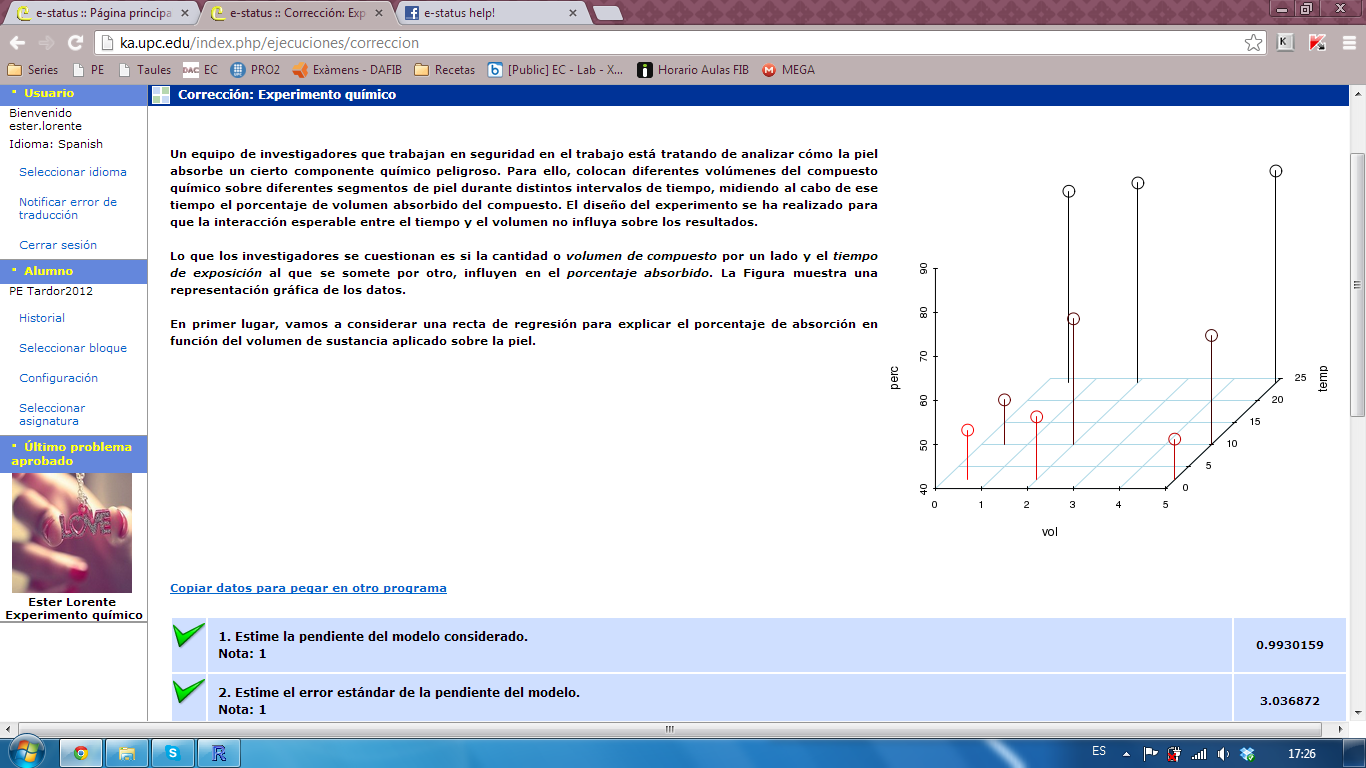 e-status :: Página principa
e-status :: Corrección: Exp
e-status help!
ka.upc.edu/index.php/ejecuciones/correccion
K
Series
PE
Taules
DAC EC
PRO2
Exàmens - DAFIB
Recetas
b [Public] EC - Lab - X...
Horario Aulas FIB
MEGA
Usuario
Bienvenido
ester.lorente
Idioma: Spanish
Seleccionar idioma
Notificar error de
traducción
Cerrar sesión
Alumno
PE Tardor2012
Historial
Seleccionar bloque
Configuración
Seleccionar
asignatura
Último problema
aprobado
LOVE
Ester Lorente
Experimento químico
Corrección: Experimento químico
Un equipo de investigadores que trabajan en seguridad en el trabajo está tratando de analizar cómo la piel
absorbe un cierto componente químico peligroso. Para ello, colocan diferentes volúmenes del compuesto
químico sobre diferentes segmentos de piel durante distintos intervalos de tiempo, midiendo al cabo de ese
tiempo el porcentaje de volumen absorbido del compuesto. El diseño del experimento se ha realizado para
que la interacción esperable entre el tiempo y el volumen no influya sobre los resultados.
Lo que los investigadores se cuestionan es si la cantidad o volumen de compuesto por un lado y el tiempo
de exposición al que se somete por otro, influyen en el porcentaje absorbido. La Figura muestra una
representación gráfica de los datos.
En primer lugar, vamos a considerar una recta de regresión para explicar el porcentaje de absorción en
función del volumen de sustancia aplicado sobre la piel.
90
80
70
60
50
40
perc
0 1 2 3 4 5
vol
0
5
10
15
20
25
temp
Copiar datos para pegar en otro programa
1. Estime la pendiente del modelo considerado.
Nota: 1
0.9930159
2. Estime el error estándar de la pendiente del modelo.
Nota: 1
3.036872
S
R
ES
17:26